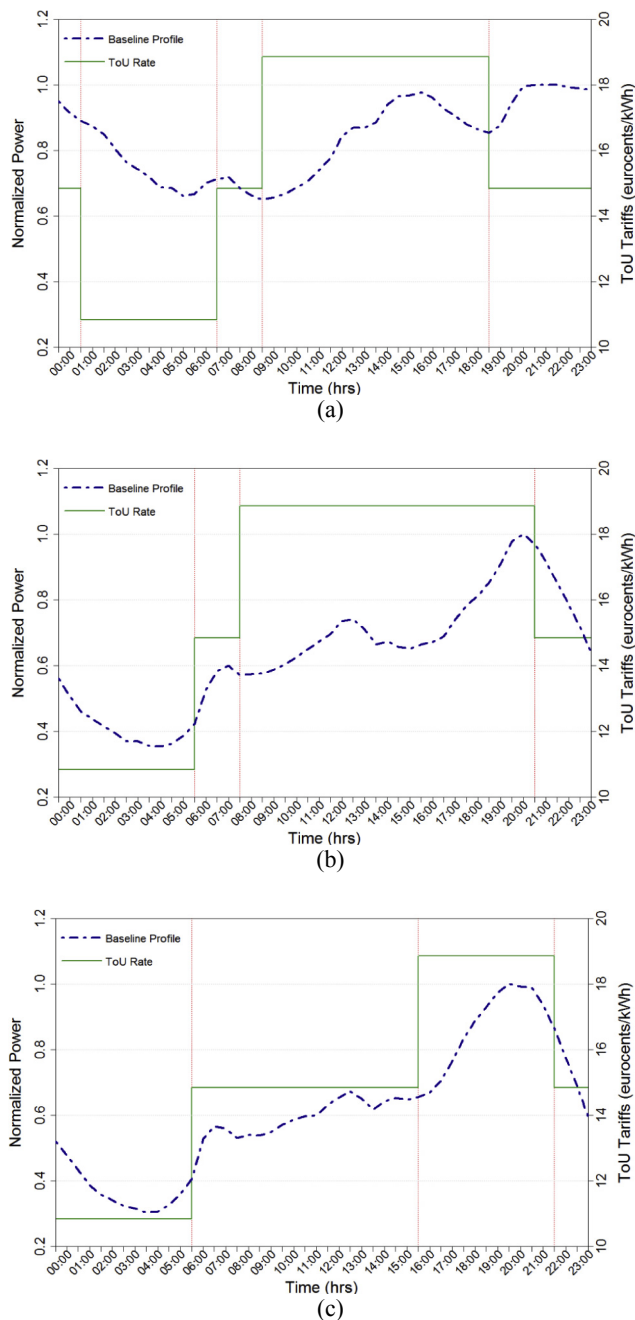 1.2
1.0
0.8
0.6
0.4
0.2
Normalized Power
Baseline Profile
ToU Rate
20
18
16
14
12
10
ToU Tariffs (eurocents/kWh)
00:00 01:00 02:00 03:00 04:00 05:00 06:00 07:00 08:00 09:00 10:00 11:00 12:00 13:00 14:00 15:00 16:00 17:00 18:00 19:00 20:00 21:00 22:00 23:00
Time (hrs)
(a)
1.2
1.0
0.8
0.6
0.4
0.2
Normalized Power
Baseline Profile
ToU Rate
20
18
16
14
12
10
ToU Tariffs (eurocents/kWh)
00:00 01:00 02:00 03:00 04:00 05:00 06:00 07:00 08:00 09:00 10:00 11:00 12:00 13:00 14:00 15:00 16:00 17:00 18:00 19:00 20:00 21:00 22:00 23:00
Time (hrs)
(b)
1.2
1.0
0.8
0.6
0.4
0.2
Normalized Power
Baseline Profile
ToU Rate
20
18
16
14
12
10
ToU Tariffs (eurocents/kWh)
00:00 01:00 02:00 03:00 04:00 05:00 06:00 07:00 08:00 09:00 10:00 11:00 12:00 13:00 14:00 15:00 16:00 17:00 18:00 19:00 20:00 21:00 22:00 23:00
Time (hrs)
(c)